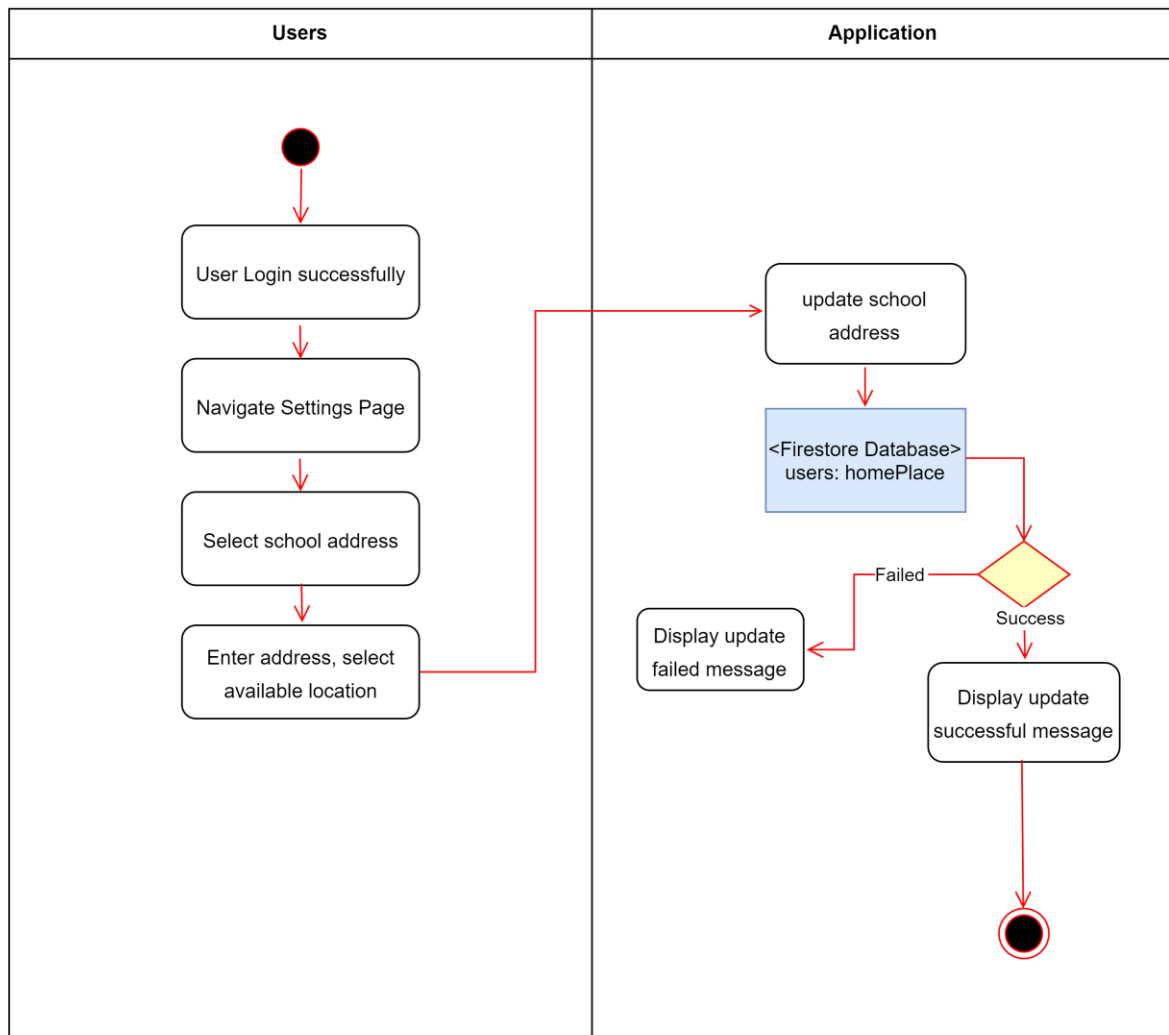 Users
Application
User Login successfully
Navigate Settings Page
Select school address
Enter address, select
available location
update school
address
<Firestore Database>
users: homePlace
Failed
Success
Display update
failed message
Display update
successful message